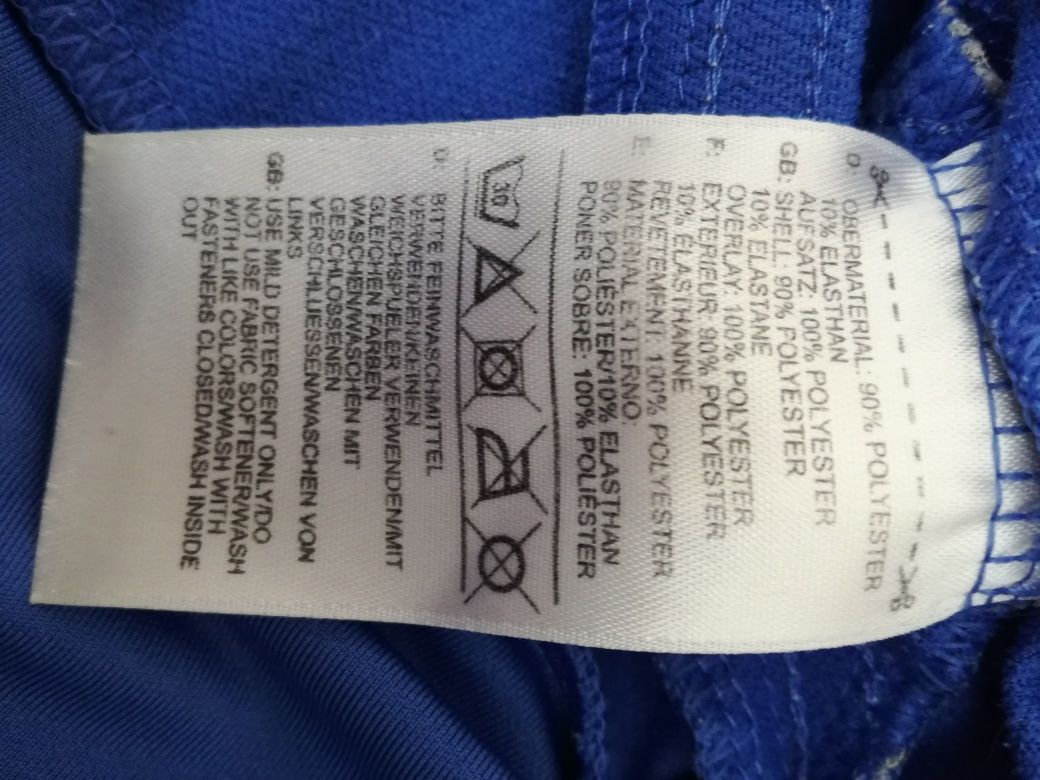 D: OBERMATERIAL: 90% POLYESTER
10% ELASTHAN
AUFSATZ: 100% POLYESTER
GB: SHELL: 90% POLYESTER
10% ELASTANE
OVERLAY: 100% POLYESTER
F: EXTERIEUR: 90% POLYESTER
10% ÉLASTHANNE
REVETEMENT: 100% POLYESTER
E: MATERIAL EXTERNO:
90% POLIÉSTER/10% ELASTHAN
PONER SOBRE: 100% POLIÉSTER
30
D: BITTE FEINWASCHMITTEL
VERWENDEN/KEINEN
WEICHSPUELER VERWENDEN/MIT
GLEICHEN FARBEN
WASCHEN/WASCHEN MIT
GESCHLOSSENEN
VERSCHLUESSEN/WASCHEN VON
LINKS
GB: USE MILD DETERGENT ONLY/DO
NOT USE FABRIC SOFTENER/WASH
WITH LIKE COLORS/WASH WITH
FASTENERS CLOSED/WASH INSIDE
OUT